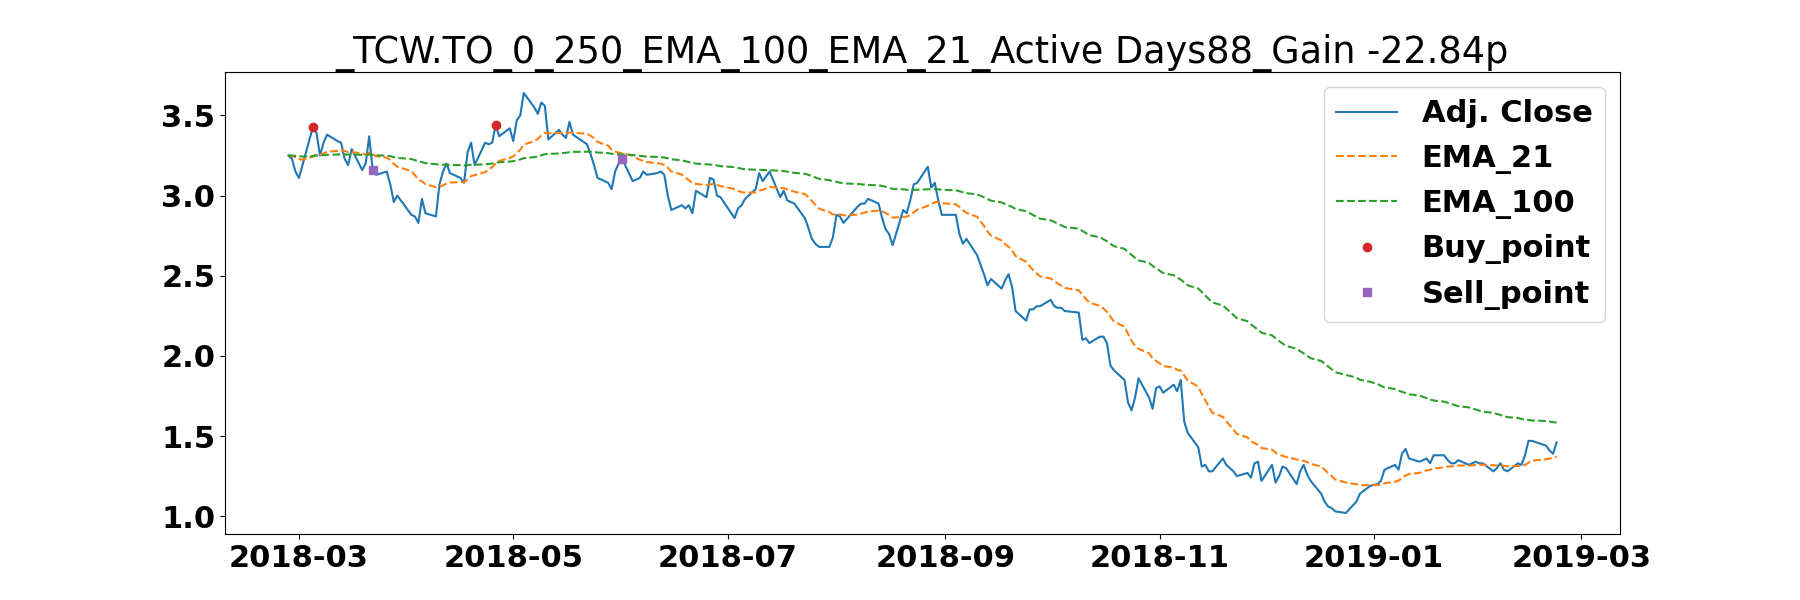 _TCW.TO_0_250_EMA_100_EMA_21_Active Days88_Gain -22.84p
3.5
3.0
2.5
2.0
1.5
1.0
Adj. Close
EMA_21
EMA_100
Buy_point
Sell_point
2018-03 2018-05 2018-07 2018-09 2018-11 2019-01 2019-03